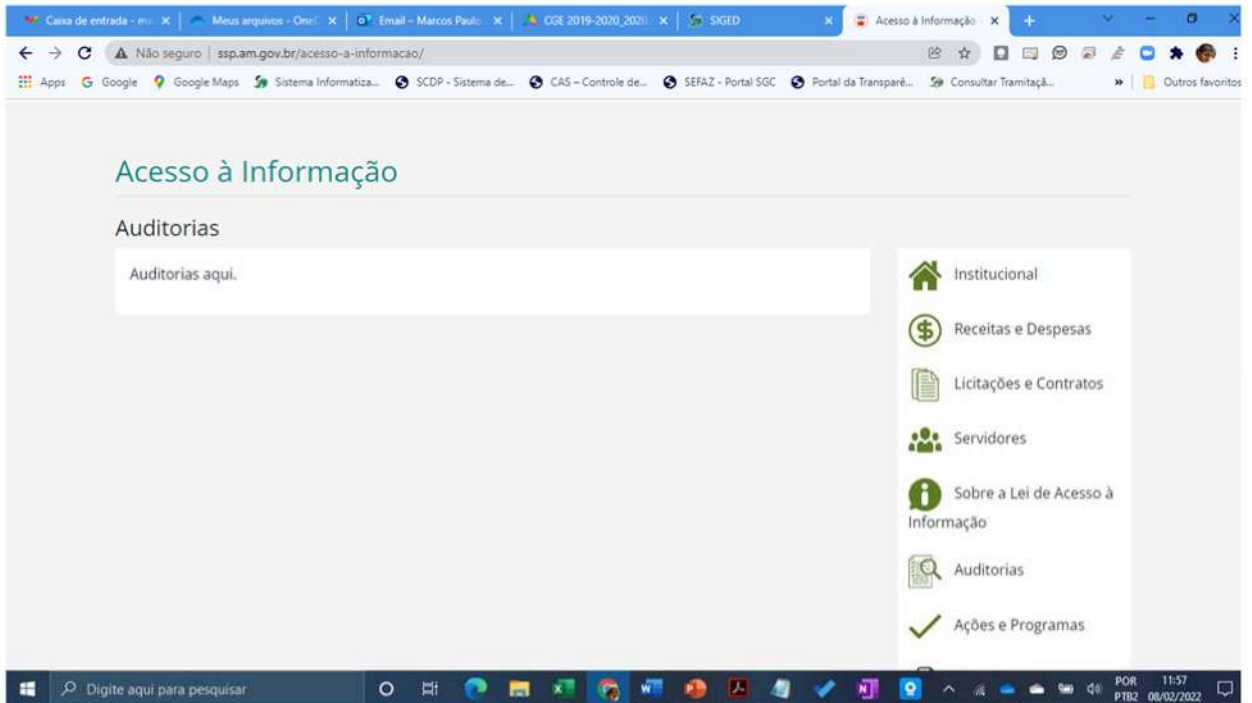 Caixa de entrada - m
Meus arquivos - One
Email – Marcos Paulo
CGE 2019-2020_2020
SIGED
Acesso à Informação
Não seguro | ssp.am.gov.br/acesso-a-informacao/
Apps
Google
Google Maps
Sistema Informatiza...
SCDP - Sistema de...
CAS – Controle de...
SEFAZ - Portal SGC
Portal da Transparê...
Consultar Tramitaçã...
Outros favoritos
Acesso à Informação
Auditorias
Auditorias aqui.
Institucional
Receitas e Despesas
Licitações e Contratos
Servidores
Sobre a Lei de Acesso à
Informação
Auditorias
Ações e Programas
Digite aqui para pesquisar
POR
PTB2
11:57
08/02/2022